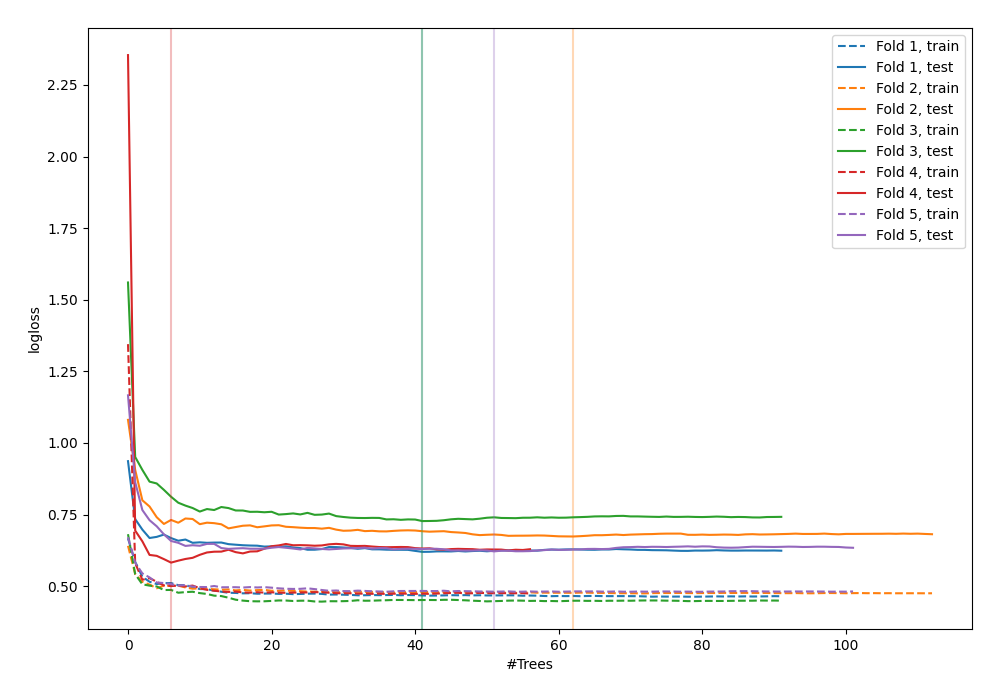 2.25
2.00
1.75
1.50
1.25
1.00
0.75
0.50
logloss
0 20 40 60 80 100
#Trees
Fold 1, train
Fold 1, test
Fold 2, train
Fold 2, test
Fold 3, train
Fold 3, test
Fold 4, train
Fold 4, test
Fold 5, train
Fold 5, test